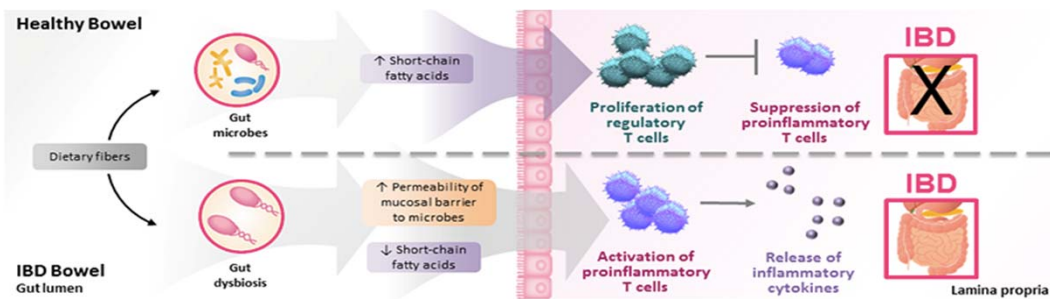 Healthy Bowel
Gut
microbes
↑ Short-chain
fatty acids
Proliferation of
regulatory
T cells
Suppression of
proinflammatory
T cells
IBD
X
Dietary fibers
Gut
dysbiosis
↑ Permeability of
mucosal barrier
to microbes
↓ Short-chain
fatty acids
Activation of
proinflammatory
T cells
Release of
inflammatory
cytokines
IBD
IBD Bowel
Gut lumen
Lamina propria